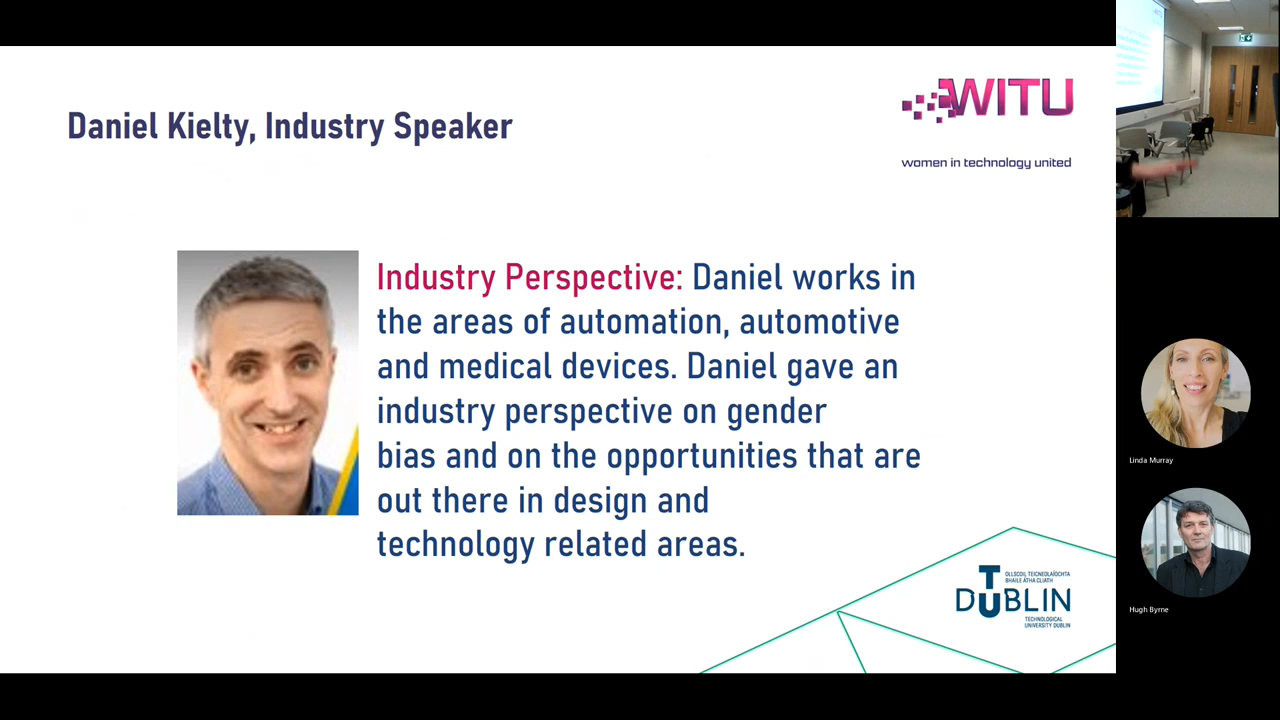 Daniel Kielty, Industry Speaker
WITU
women in technology united
Industry Perspective: Daniel works in
the areas of automation, automotive
and medical devices. Daniel gave an
industry perspective on gender
bias and on the opportunities that are
out there in design and
technology related areas.
OLLSCOIL TEICNEOLAÍOCHTA
BHAILE ÁTHA CLIATH
TU DUBLIN
TECHNOLOGICAL
UNIVERSITY DUBLIN
Linda Murray
Hugh Byrne